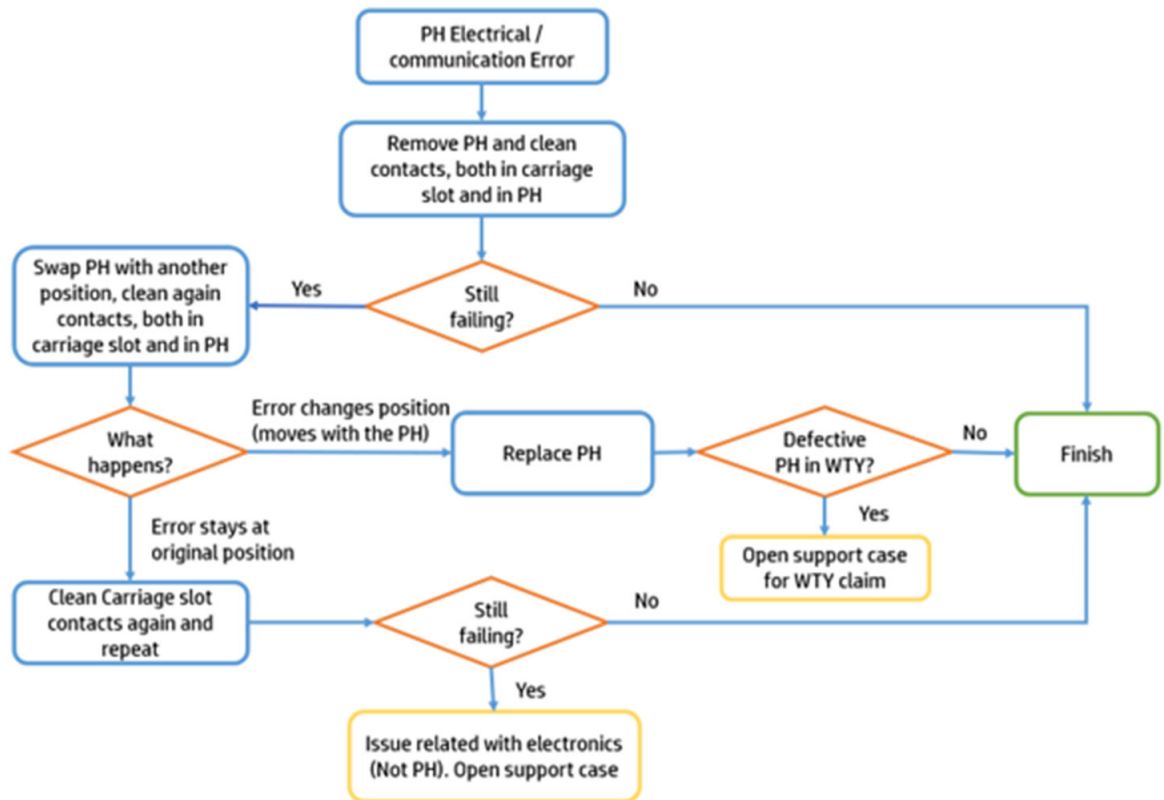 PH Electrical /
communication Error
Remove PH and clean
contacts, both in carriage
slot and in PH
Swap PH with another
position, clean again
contacts, both in
carriage slot and in PH
Yes
Still
failing?
No
What
happens?
Error changes position
(moves with the PH)
Replace PH
Defective
PH in WTY?
No
Finish
Yes
Open support case
for WTY claim
Error stays at
original position
Clean Carriage slot
contacts again and
repeat
Still
failing?
No
Yes
Issue related with electronics
(Not PH). Open support case